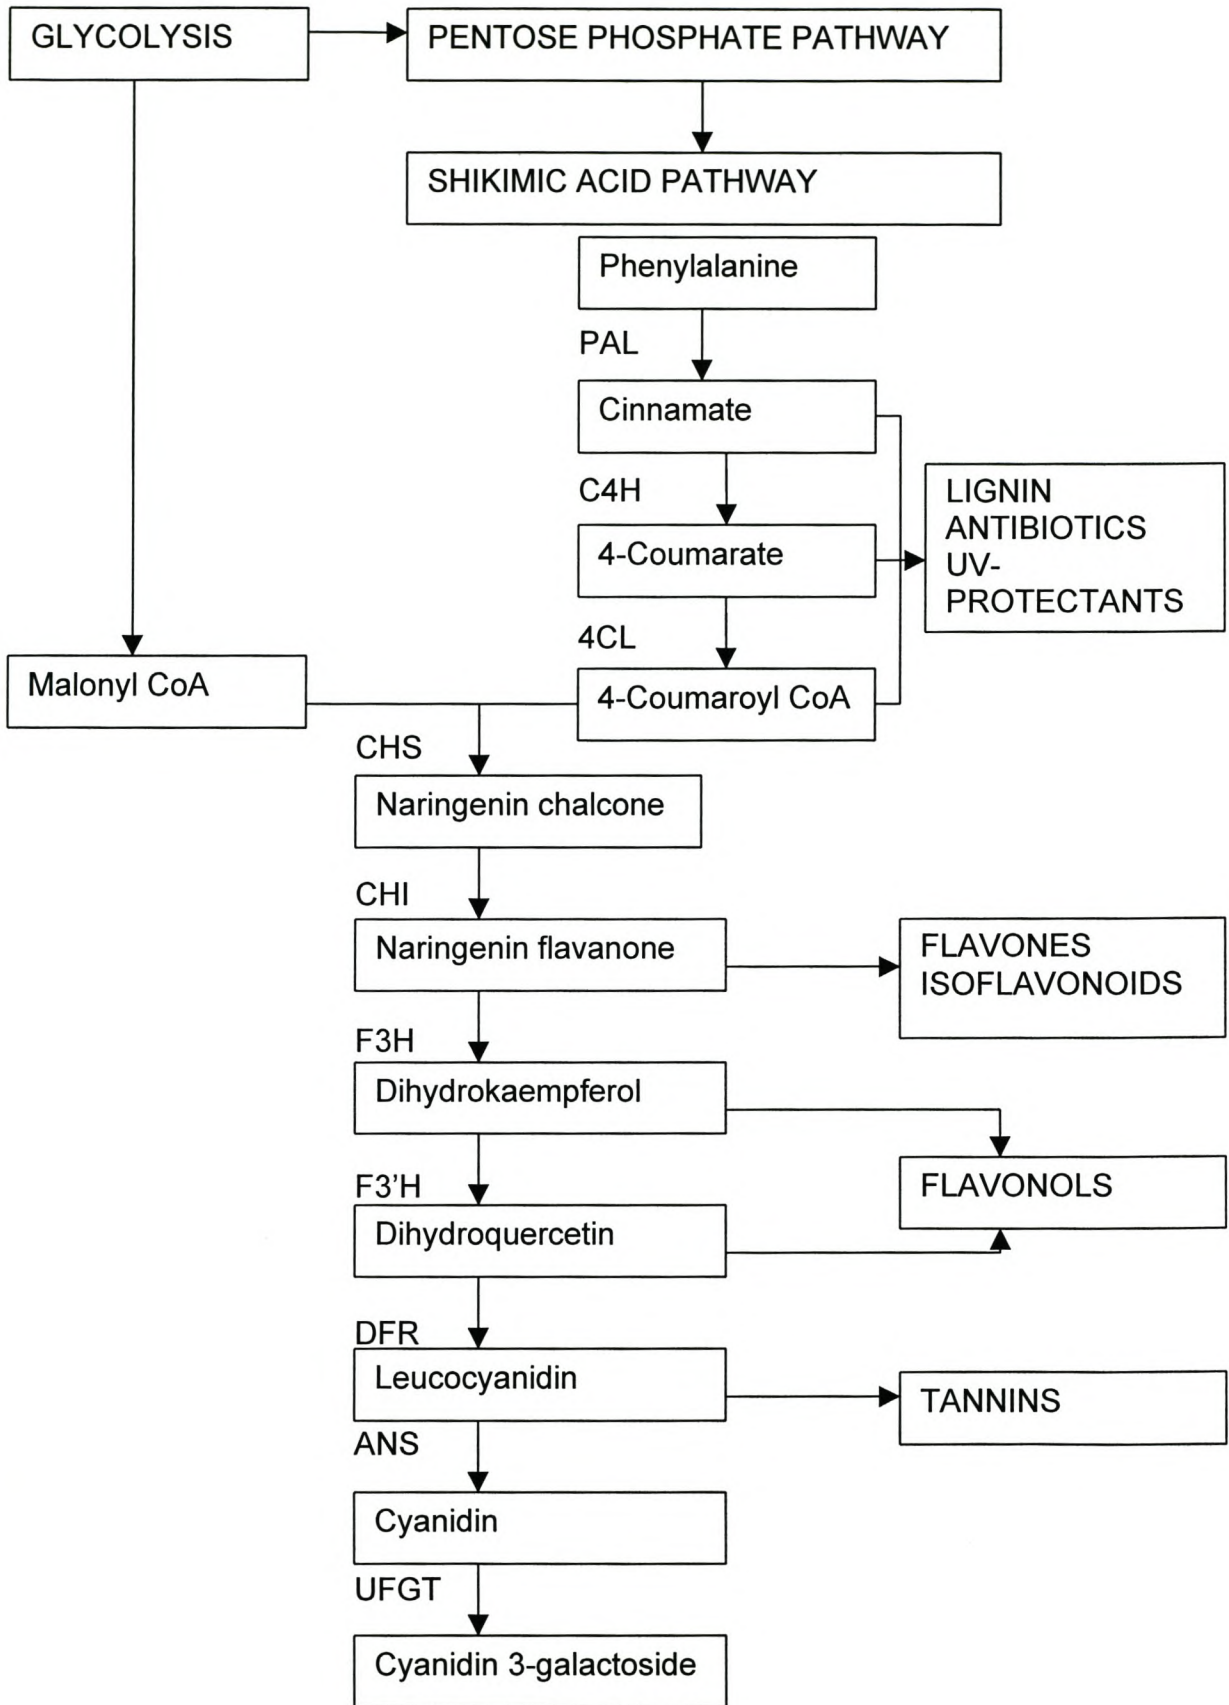 GLYCOLYSIS
PENTOSE PHOSPHATE PATHWAY
SHIKIMIC ACID PATHWAY
Phenylalanine
PAL
Cinnamate
C4H
LIGNIN
ANTIBIOTICS
UV-
PROTECTANTS
4-Coumarate
4CL
Malonyl CoA
4-Coumaroyl CoA
CHS
Naringenin chalcone
CHI
Naringenin flavanone
FLAVONES
ISOFLAVONOIDS
F3H
Dihydrokaempferol
F3’H
FLAVONOLS
Dihydroquercetin
DFR
Leucocyanidin
TANNINS
ANS
Cyanidin
UFGT
Cyanidin 3-galactoside